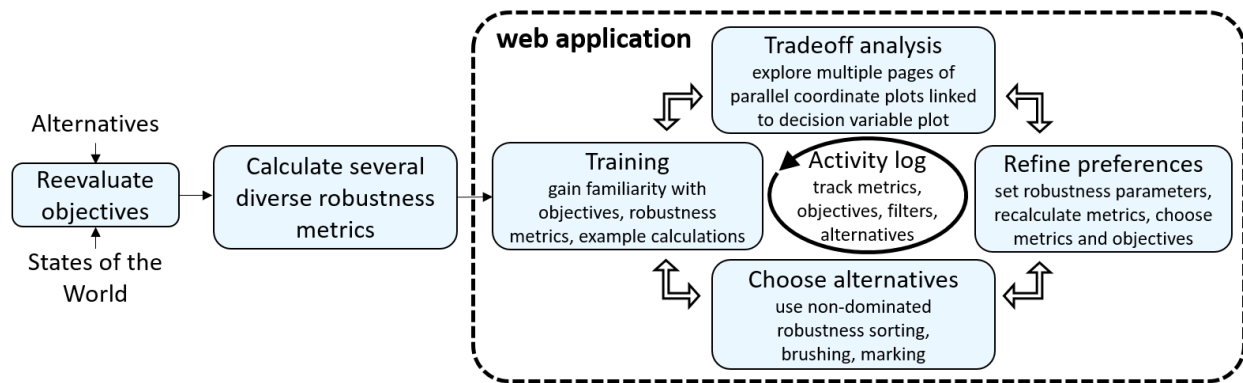 Alternatives
Reevaluate
objectives
States of the
World
Calculate several
diverse robustness
metrics
web application
Training
gain familiarity with
objectives, robustness
metrics, example calculations
Tradeoff analysis
explore multiple pages of
parallel coordinate plots linked
to decision variable plot
Activity log
track metrics,
objectives, filters,
alternatives
Refine preferences
set robustness parameters,
recalculate metrics, choose
metrics and objectives
Choose alternatives
use non-dominated
robustness sorting,
brushing, marking